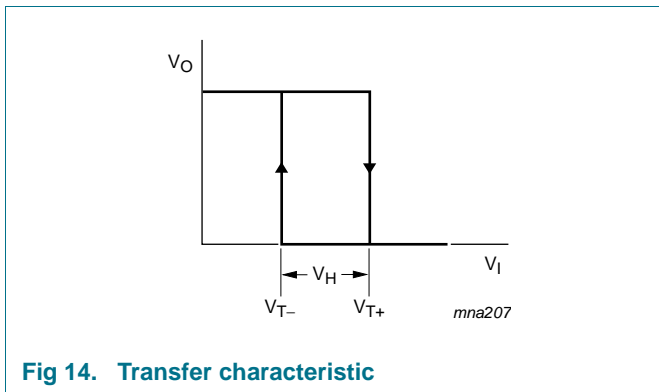 VO
VH
VI
VT− VT+
mna207
Fig 14. Transfer characteristic